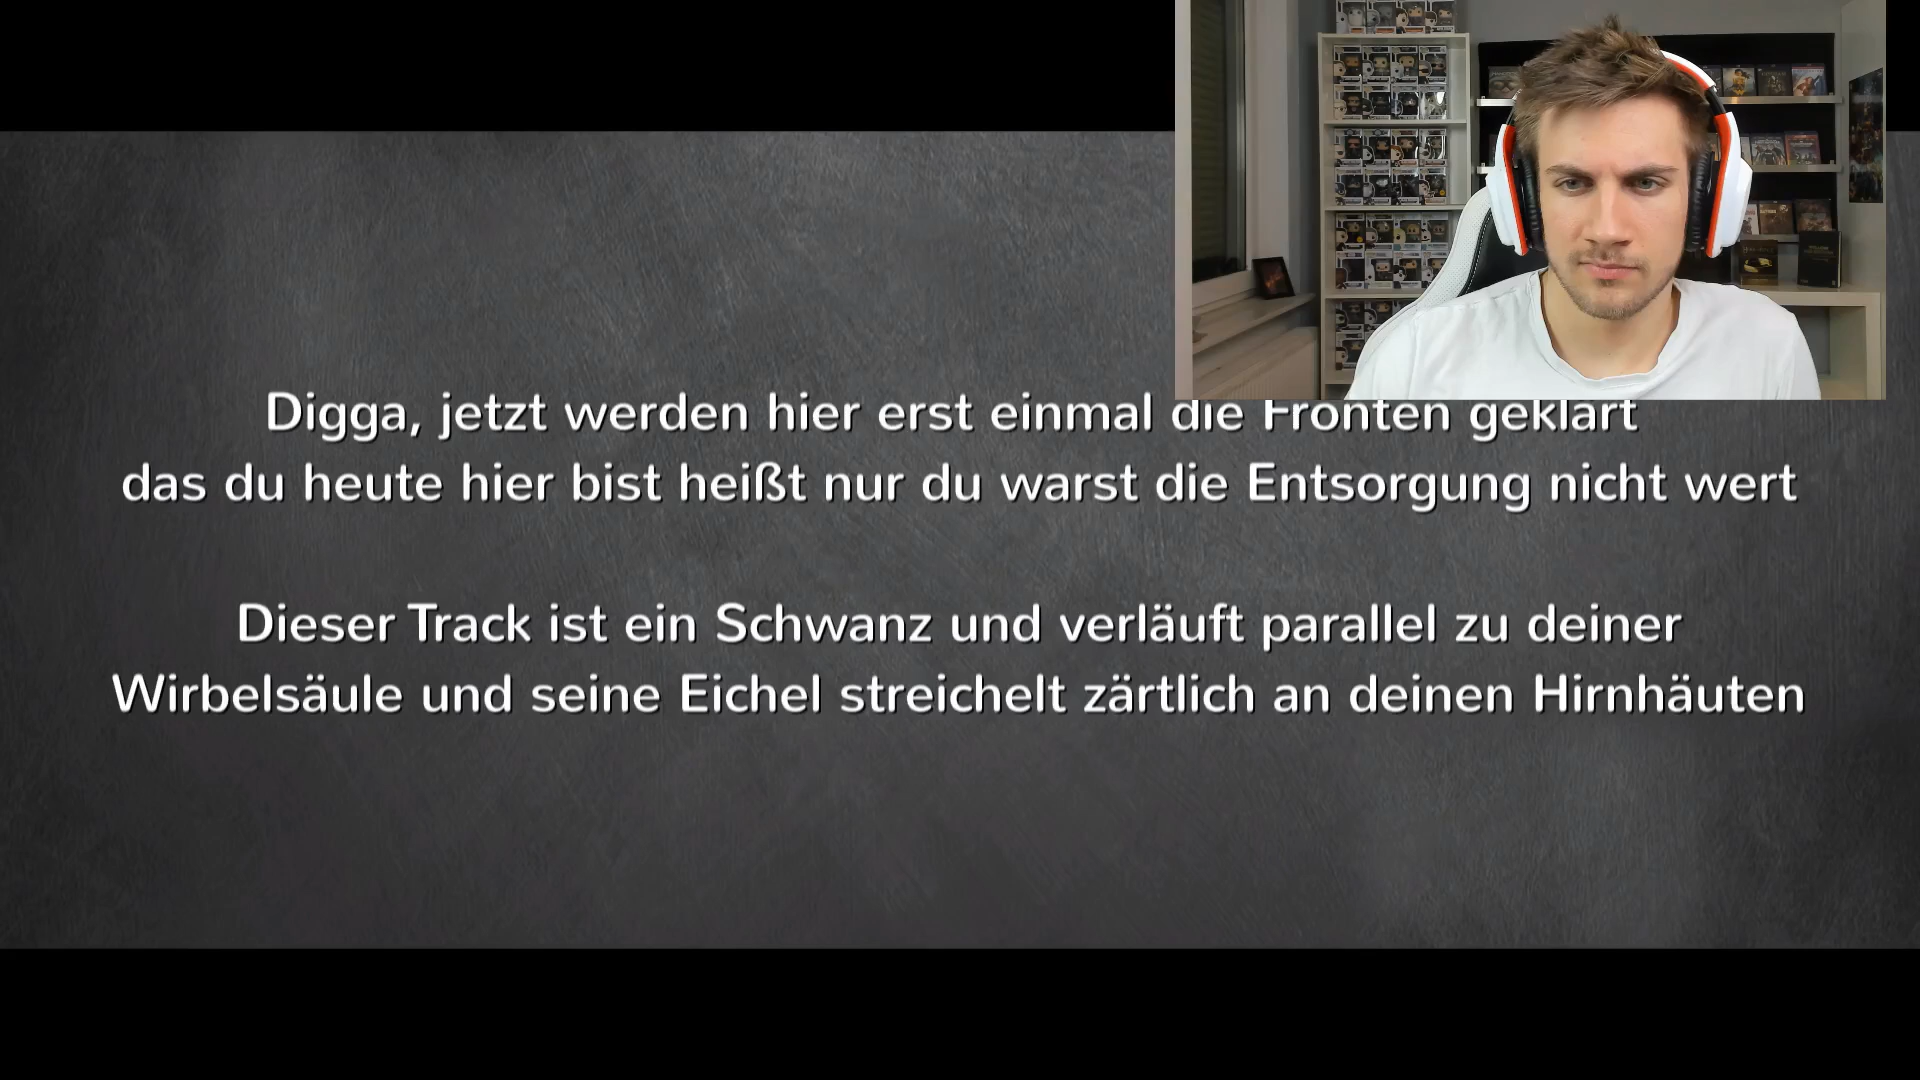 Digga, jetzt werden hier erst einmal die Fronten geklärt
das du heute hier bist heißt nur du warst die Entsorgung nicht wert
Dieser Track ist ein Schwanz und verläuft parallel zu deiner
Wirbelsäule und seine Eichel streichelt zärtlich an deinen Hirnhäuten